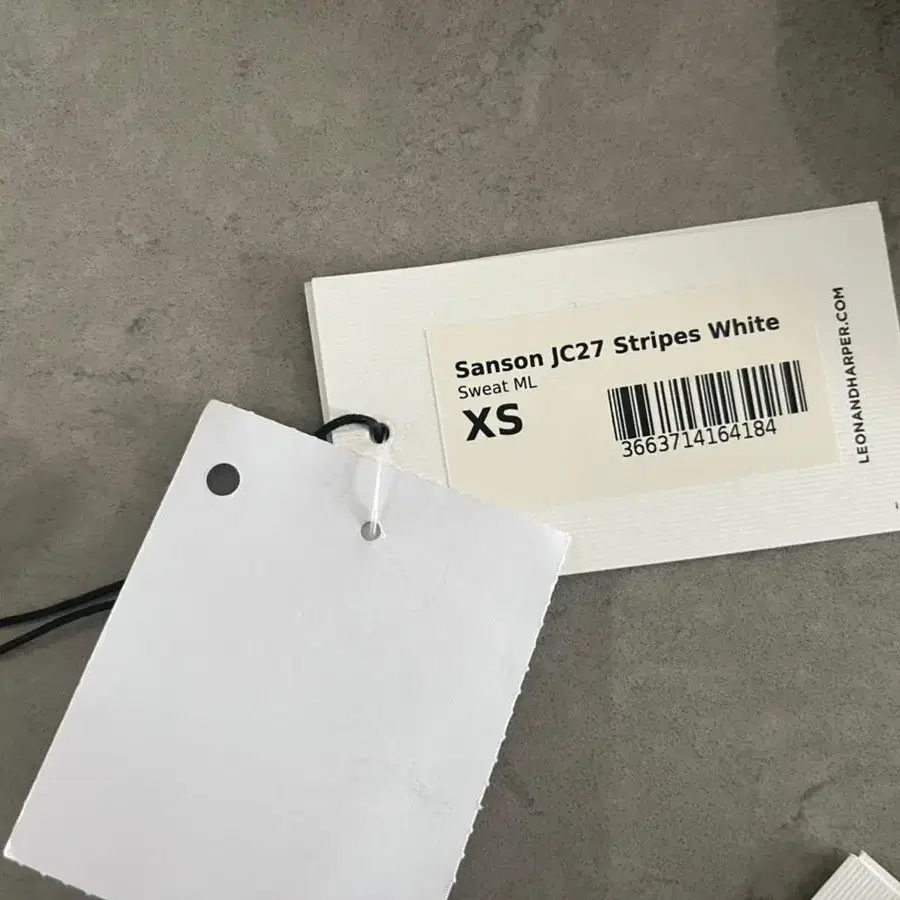 Sanson JC27 Stripes White
Sweat ML
XS
3663714164184
LEONANDHARPER.COM